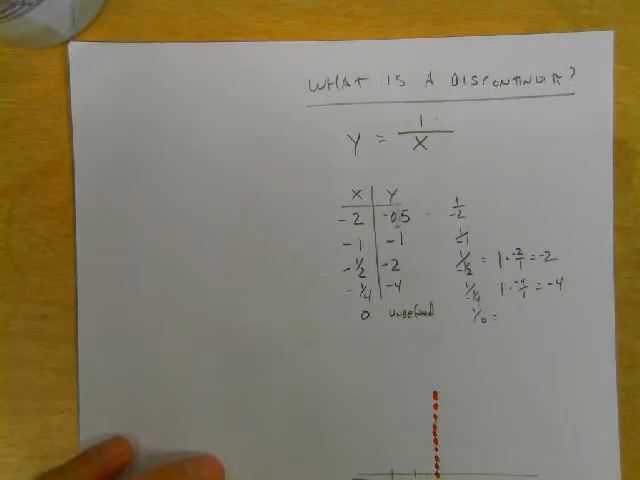 WHAT IS A DISCONTINUITY?
Y = 1/X
X Y
-2 -0.5 1/-2
-1 -1 1/-1
-1/2 -2 1/-1/2 = 1 · -2/1 = -2
-1/4 -4 1/-1/4 1 · -4/1 = -4
0 undefined 1/0 =